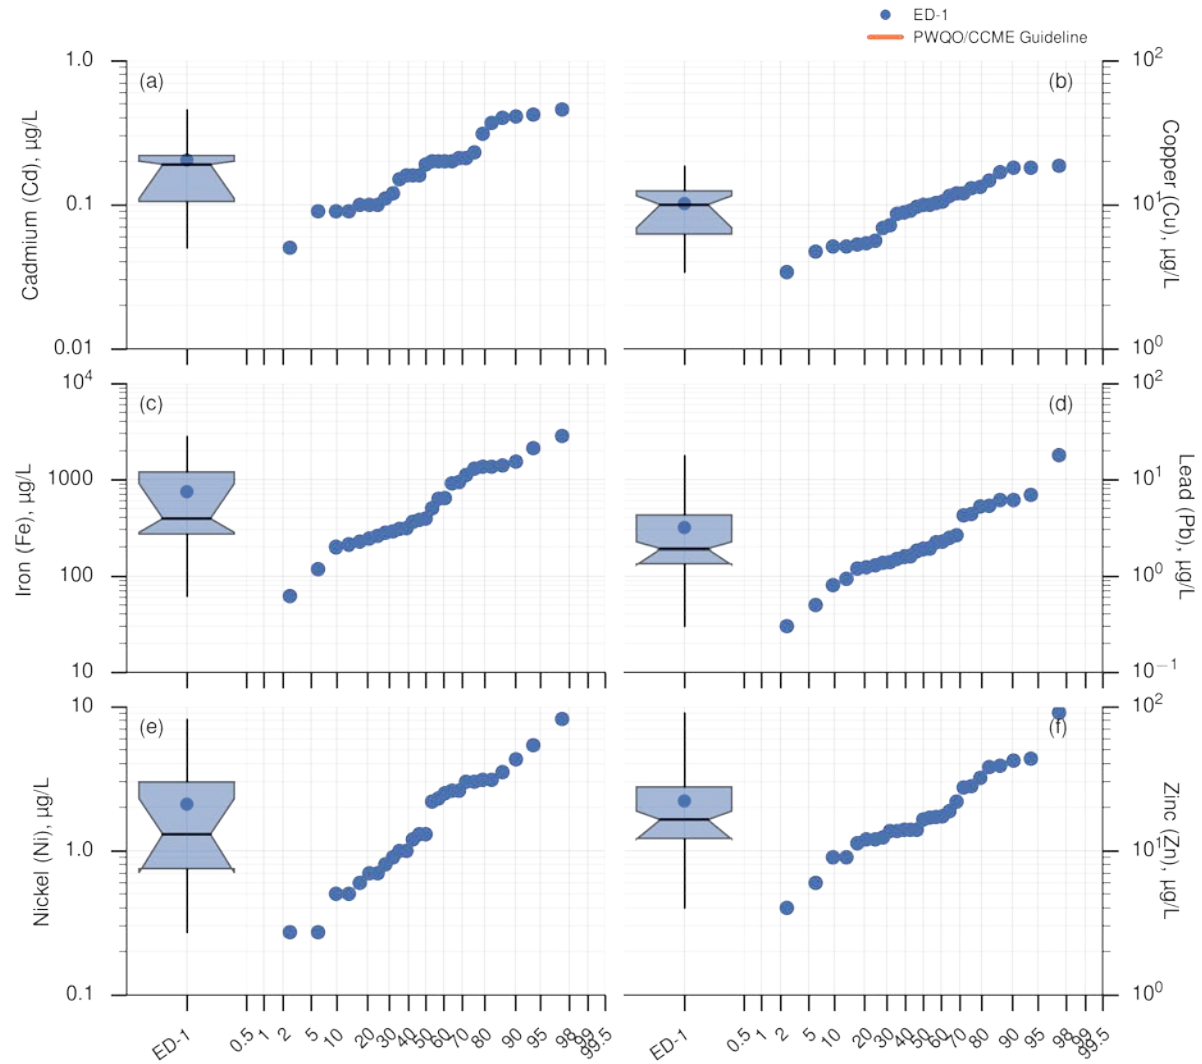 ED-1
PWQO/CCME Guideline
(a)
Cadmium (Cd), µg/L
1.0
0.1
0.01
(b)
Copper (Cu), µg/L
10²
10¹
10⁰
(c)
Iron (Fe), µg/L
10⁴
1000
100
10
(d)
Lead (Pb), µg/L
10²
10¹
10⁰
10⁻¹
(e)
Nickel (Ni), µg/L
10
1.0
0.1
(f)
Zinc (Zn), µg/L
10²
10¹
10⁰
ED-1 0.5 1 2 5 10 20 30 40 50 60 70 80 90 95 98 99 99.5
ED-1 0.5 1 2 5 10 20 30 40 50 60 70 80 90 95 98 99 99.5